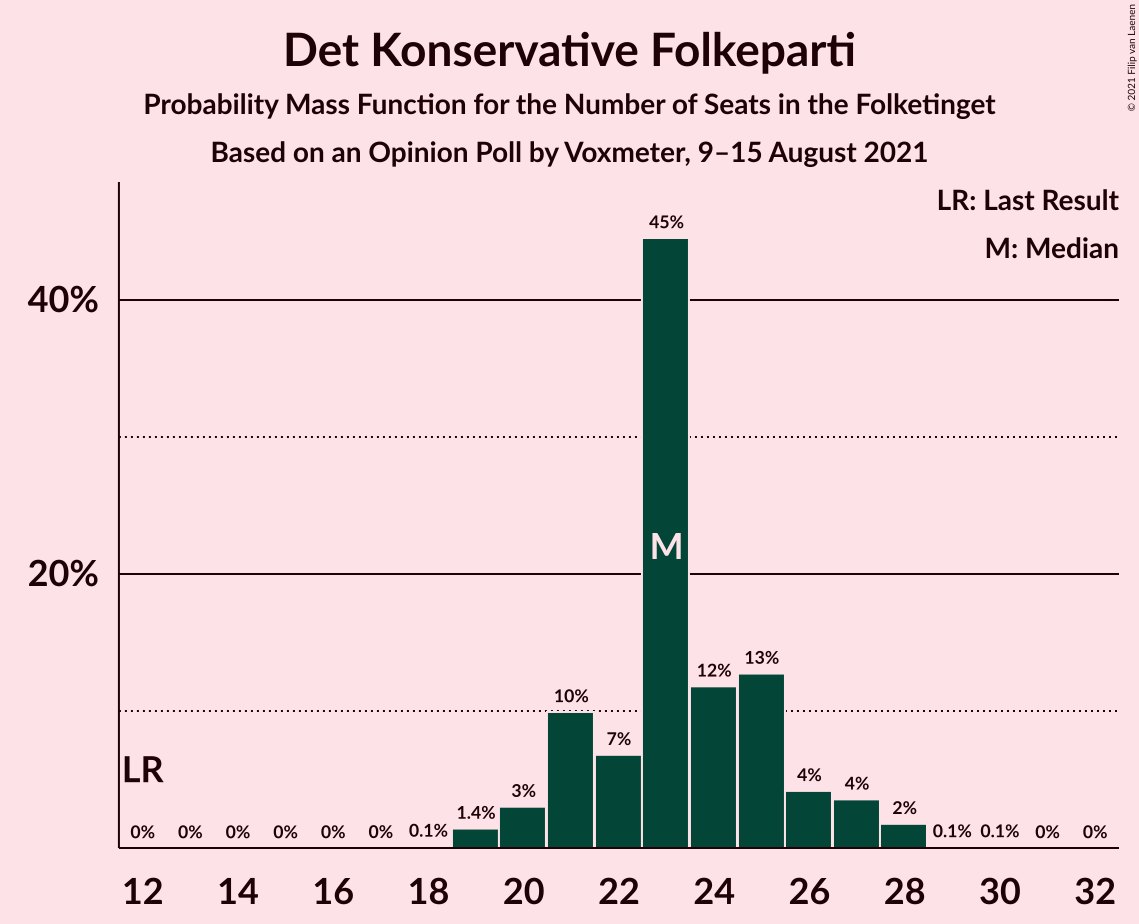 Det Konservative Folkeparti
Probability Mass Function for the Number of Seats in the Folketinget
Based on an Opinion Poll by Voxmeter, 9–15 August 2021
© 2021 Filip van Laenen
LR: Last Result
M: Median
40%
20%
45%
M
13%
12%
10%
7%
4%
4%
3%
2%
1.4%
LR
0% 0% 0% 0% 0% 0% 0.1% 0.1% 0.1% 0% 0%
12 14 16 18 20 22 24 26 28 30 32